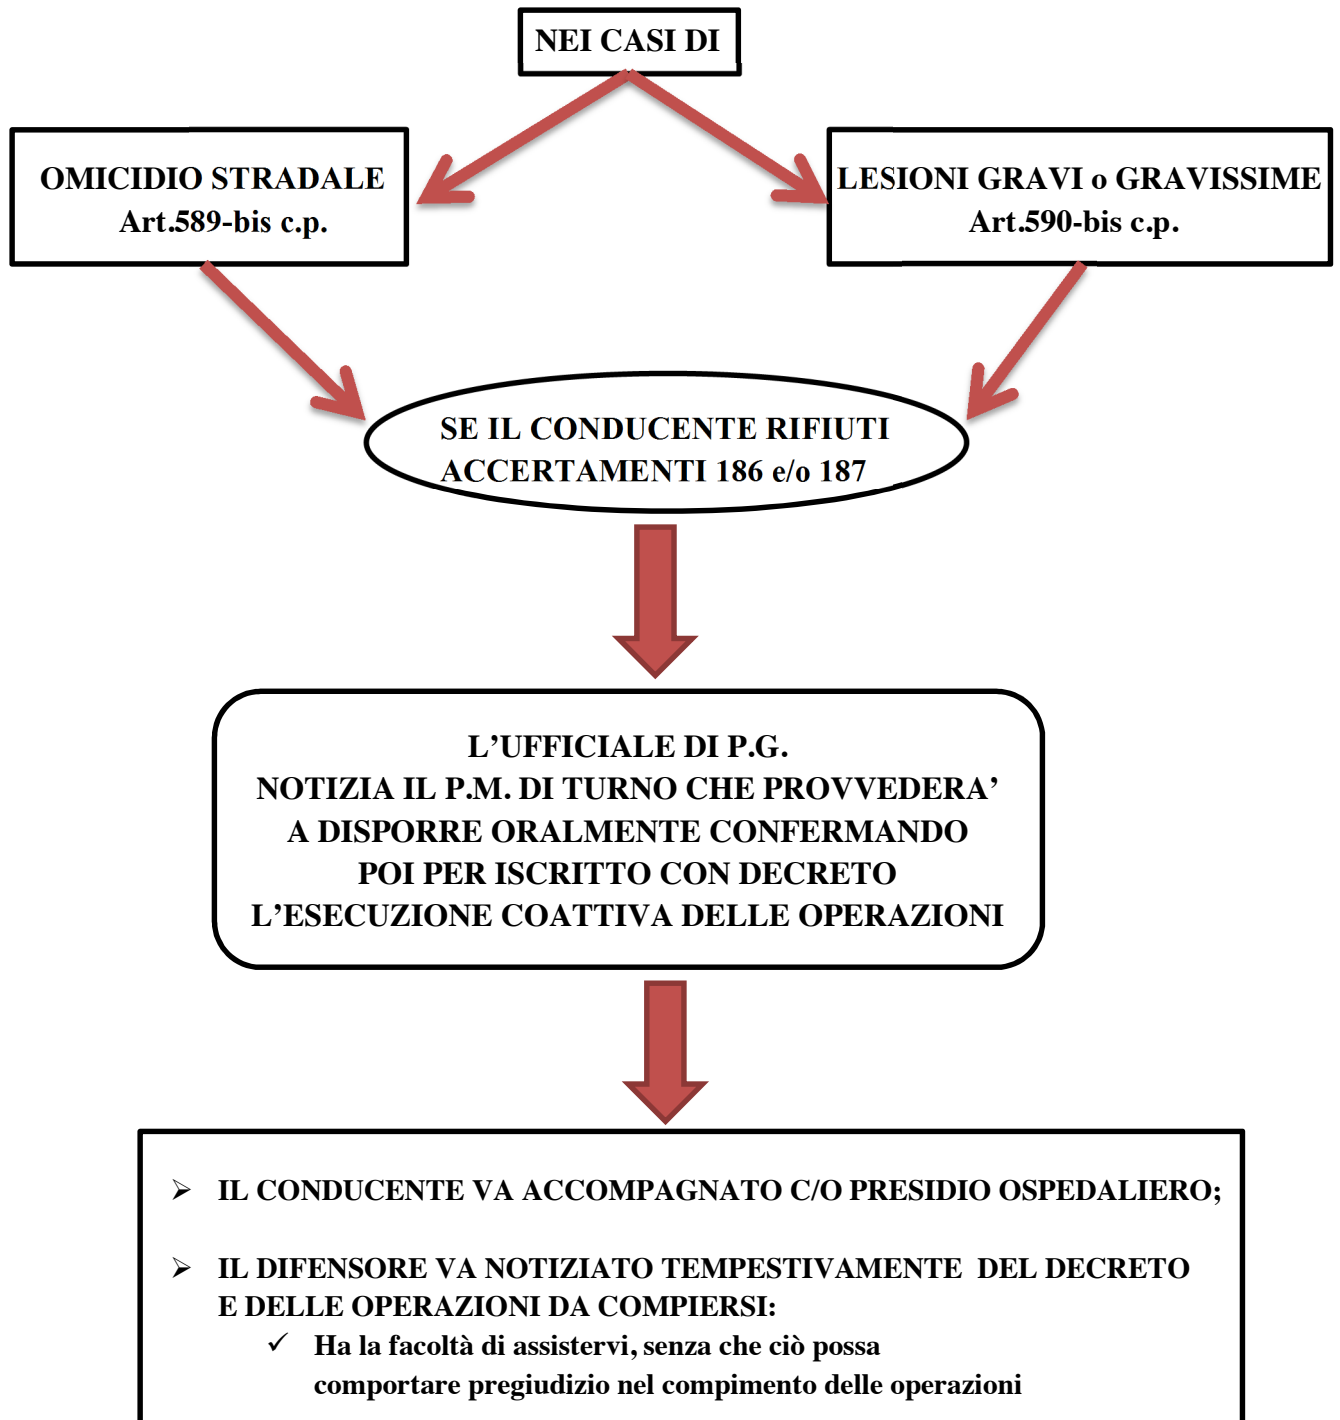 NEI CASI DI
OMICIDIO STRADALE
Art.589-bis c.p.
LESIONI GRAVI o GRAVISSIME
Art.590-bis c.p.
SE IL CONDUCENTE RIFIUTI
ACCERTAMENTI 186 e/o 187
L’UFFICIALE DI P.G.
NOTIZIA IL P.M. DI TURNO CHE PROVVEDERA’
A DISPORRE ORALMENTE CONFERMANDO
POI PER ISCRITTO CON DECRETO
L’ESECUZIONE COATTIVA DELLE OPERAZIONI
➢ IL CONDUCENTE VA ACCOMPAGNATO C/O PRESIDIO OSPEDALIERO;
➢ IL DIFENSORE VA NOTIZIATO TEMPESTIVAMENTE DEL DECRETO
E DELLE OPERAZIONI DA COMPIERSI:
✓ Ha la facoltà di assistervi, senza che ciò possa
comportare pregiudizio nel compimento delle operazioni